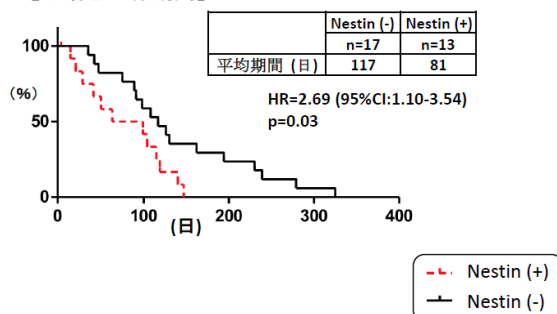 Nestin (-) Nestin (+)
n=17 n=13
平均期間 (日) 117 81
HR=2.69 (95%CI:1.10-3.54)
p=0.03
100
(%)
50
0
0 100 200 300 400
(日)
Nestin (+)
Nestin (-)